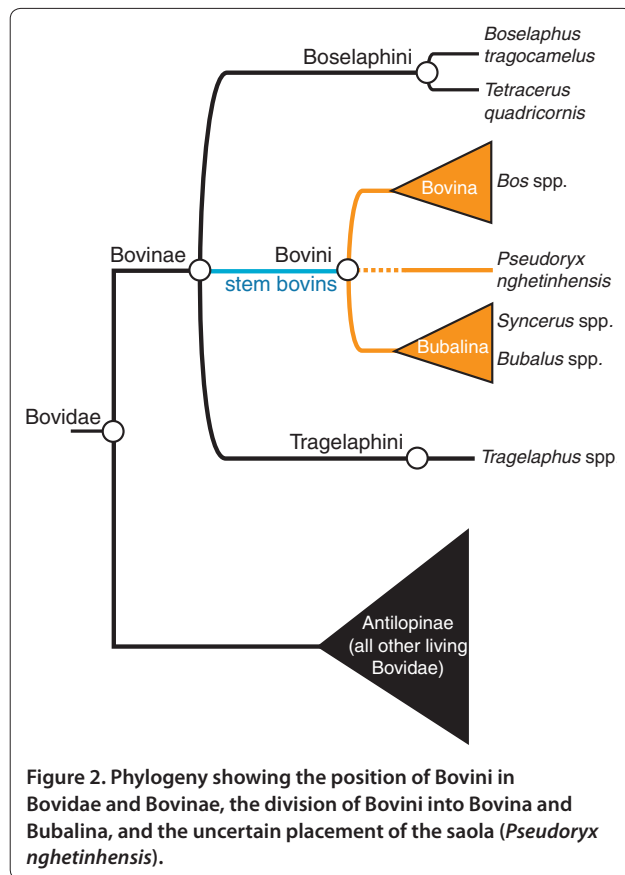 Boselaphini
Boselaphus
tragocamelus
Tetracerus
quadricornis
Bovina
Bos spp.
Bovinae
Bovini
stem bovins
Pseudoryx
nghetinhensis
Syncerus spp.
Bubalina
Bubalus spp.
Bovidae
Tragelaphini
Tragelaphus spp.
Antilopinae
(all other living
Bovidae)
Figure 2. Phylogeny showing the position of Bovini in
Bovidae and Bovinae, the division of Bovini into Bovina and
Bubalina, and the uncertain placement of the saola (Pseudoryx
nghetinhensis).